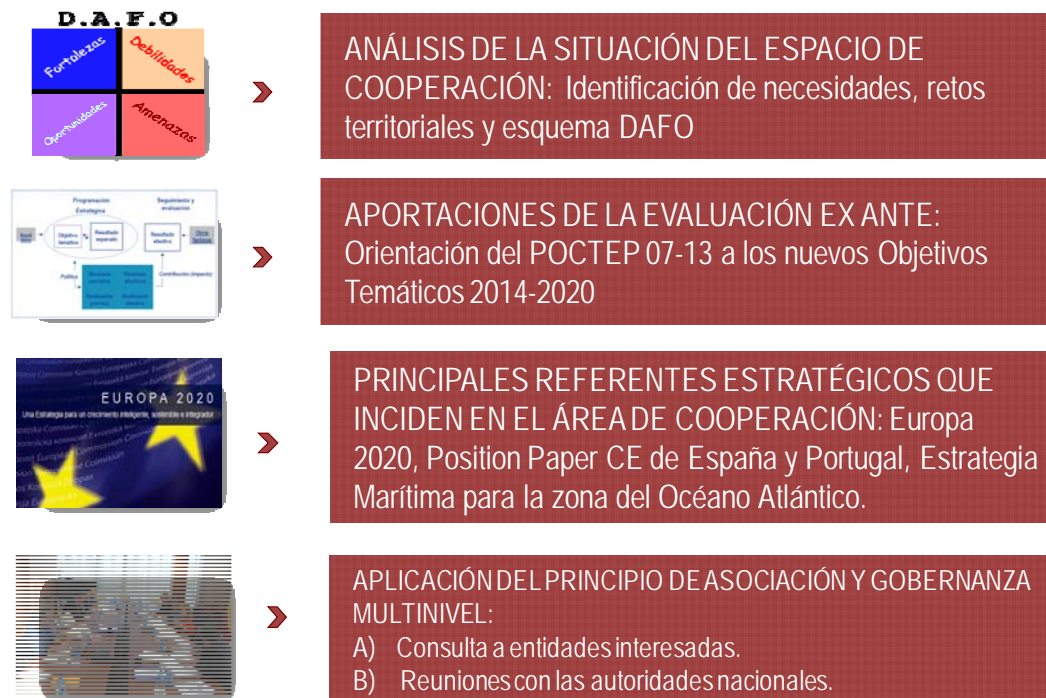 D.A.F.O
Fortalezas
Debilidades
Oportunidades
Amenazas
ANÁLISIS DE LA SITUACIÓN DEL ESPACIO DE
COOPERACIÓN: Identificación de necesidades, retos
territoriales y esquema DAFO
Programación
Estratégica
Seguimiento y
evaluación
Objetivo
temático
Resultado
esperado
Resultado
efectivo
Otros
factores
Política
Contribución (impacto)
APORTACIONES DE LA EVALUACIÓN EX ANTE:
Orientación del POCTEP 07-13 a los nuevos Objetivos
Temáticos 2014-2020
EUROPA 2020
Una Estrategia para un crecimiento inteligente, sostenible e integrador
PRINCIPALES REFERENTES ESTRATÉGICOS QUE
INCIDEN EN EL ÁREA DE COOPERACIÓN: Europa
2020, Position Paper CE de España y Portugal, Estrategia
Marítima para la zona del Océano Atlántico.
APLICACIÓN DEL PRINCIPIO DE ASOCIACIÓN Y GOBERNANZA
MULTINIVEL:
A) Consulta a entidades interesadas.
B) Reuniones con las autoridades nacionales.